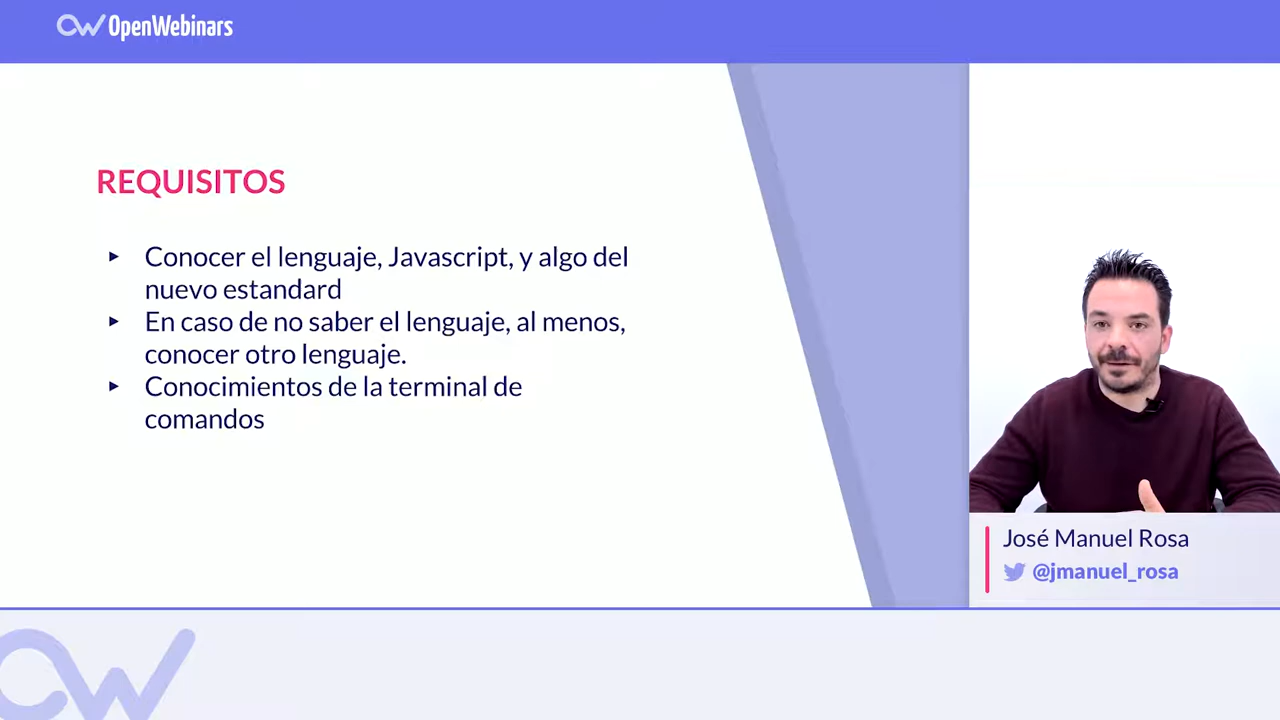 OpenWebinars
REQUISITOS
▸ Conocer el lenguaje, Javascript, y algo del
nuevo estandard
▸ En caso de no saber el lenguaje, al menos,
conocer otro lenguaje.
▸ Conocimientos de la terminal de
comandos
José Manuel Rosa
@jmanuel_rosa